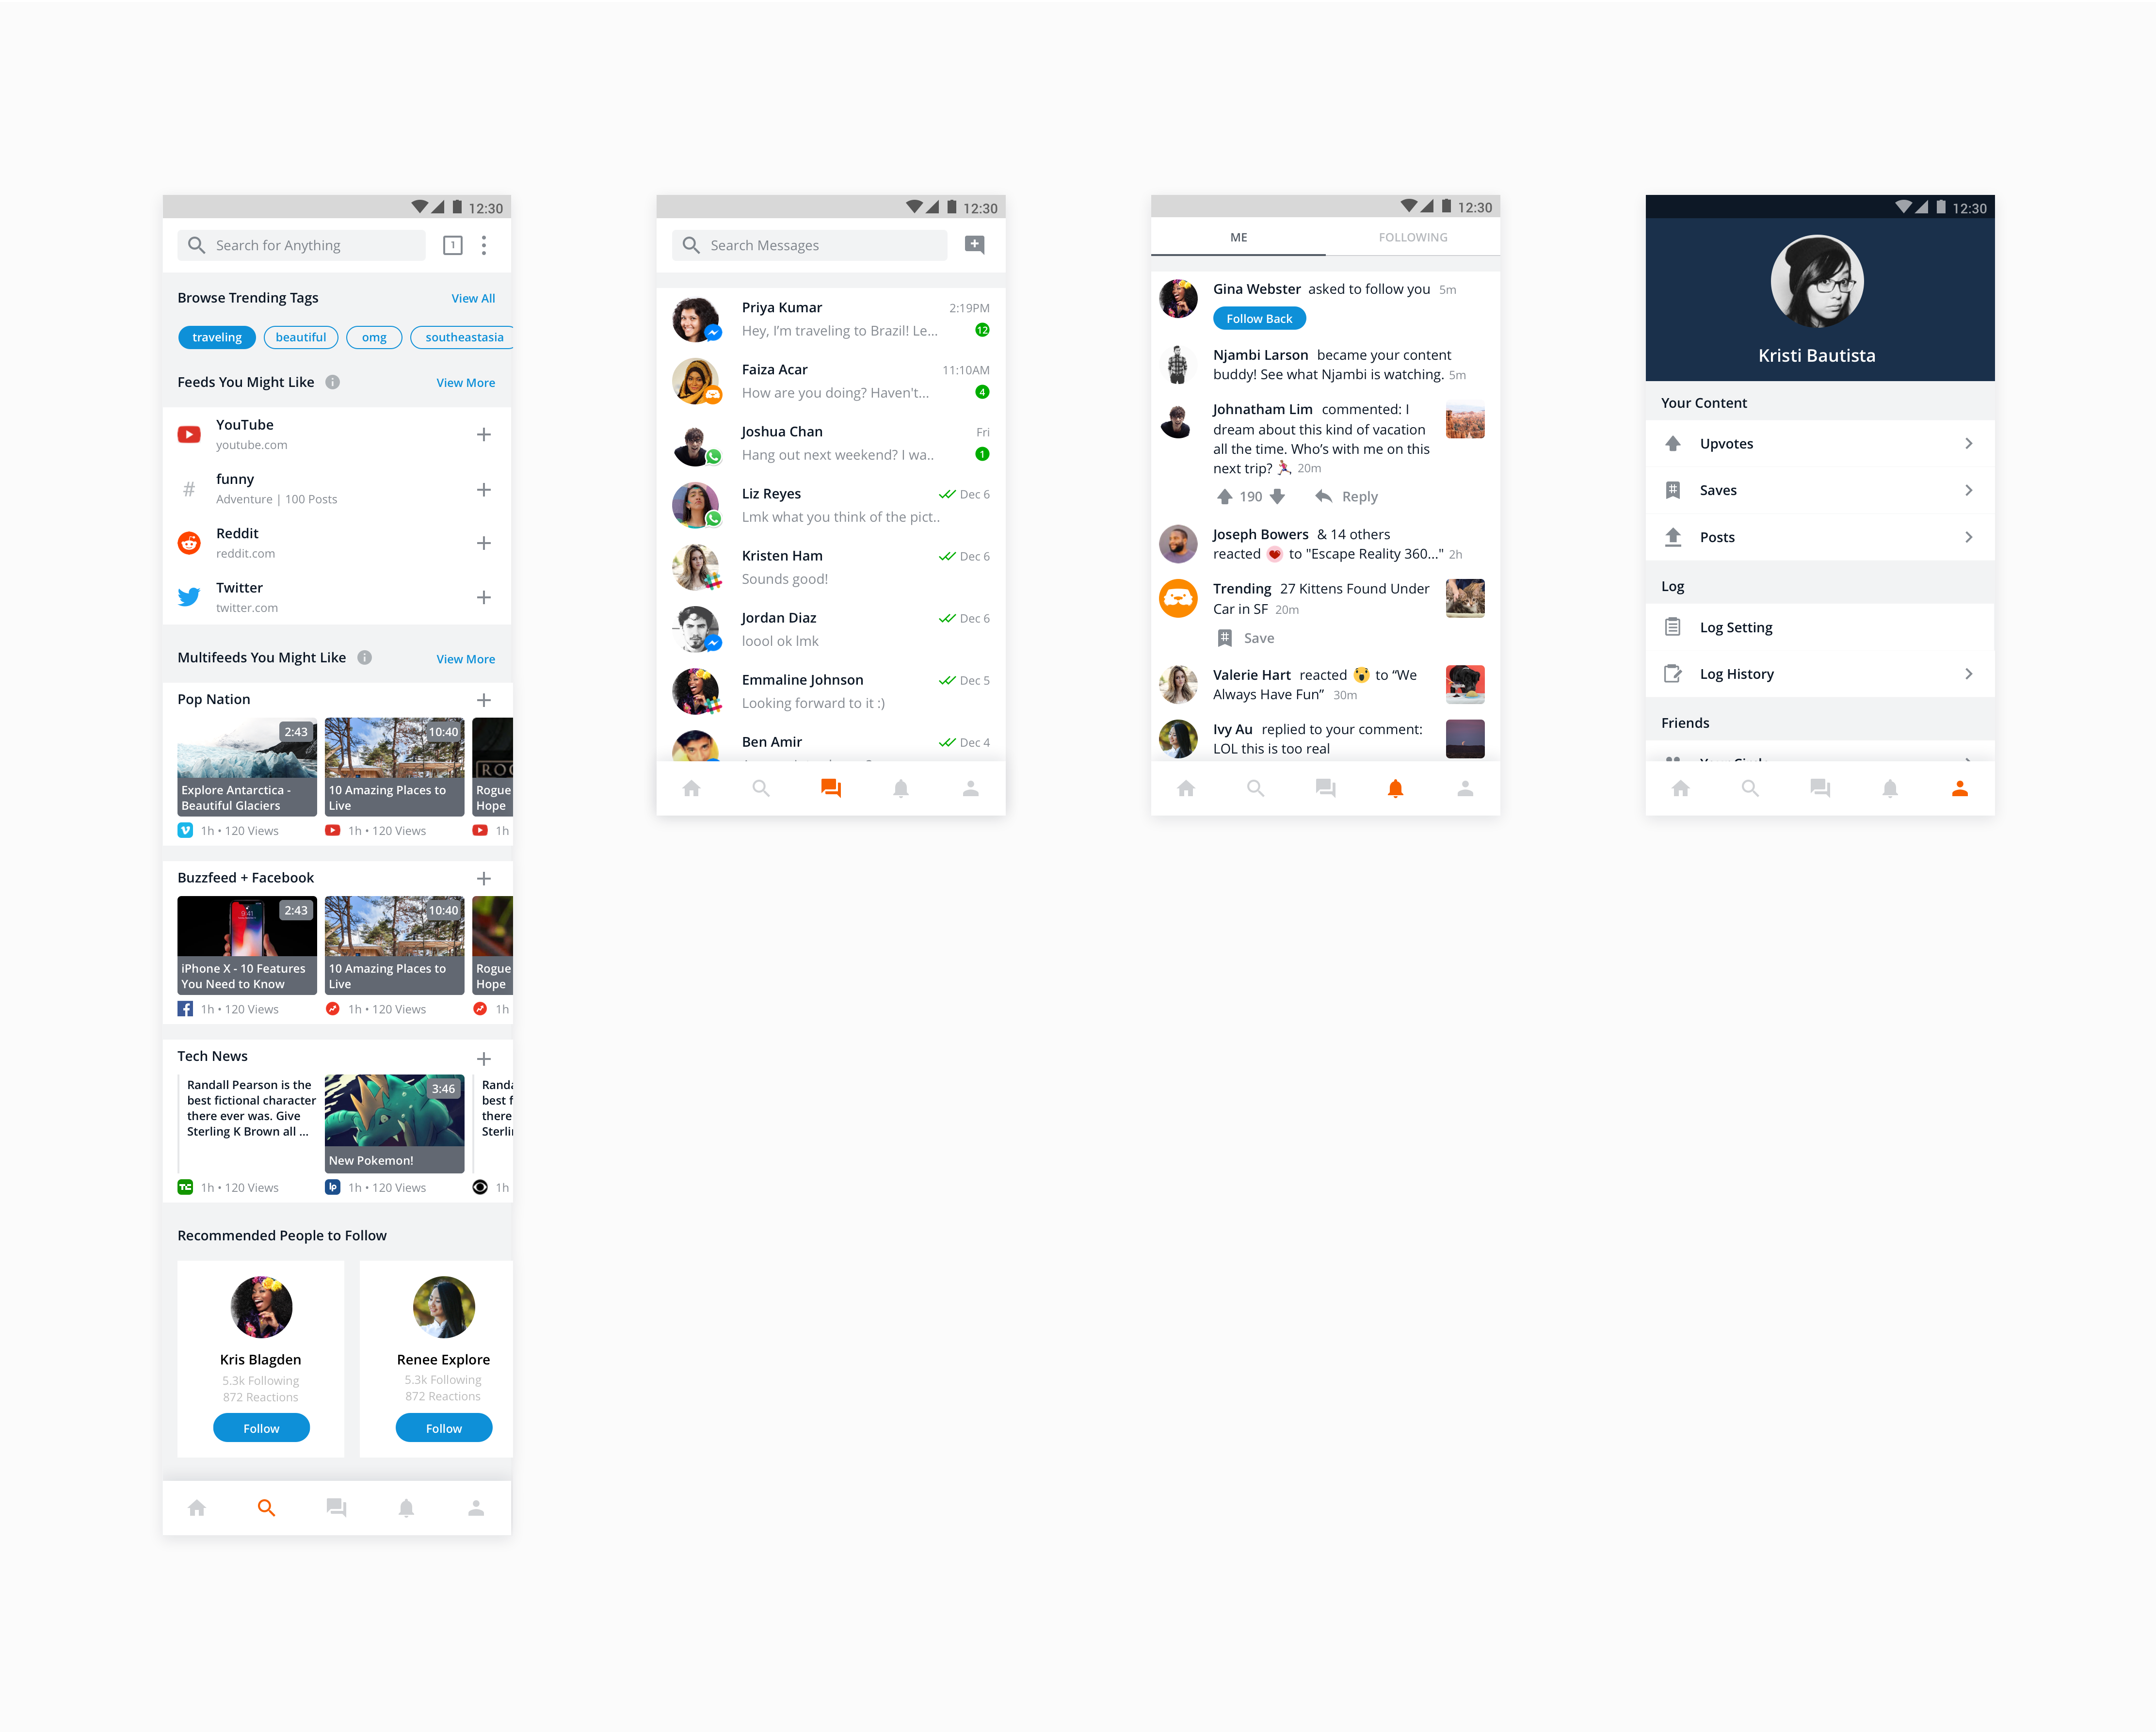 12:30
Search for Anything
1
Browse Trending Tags
View All
traveling
beautiful
omg
southeastasia
Feeds You Might Like
View More
YouTube
youtube.com
#
funny
Adventure | 100 Posts
Reddit
reddit.com
Twitter
twitter.com
Multifeeds You Might Like
View More
Pop Nation
2:43
Explore Antarctica -
Beautiful Glaciers
1h • 120 Views
10:40
10 Amazing Places to
Live
1h • 120 Views
ROG
Rogue
Hope
1h
Buzzfeed + Facebook
9:41
2:43
iPhone X - 10 Features
You Need to Know
1h • 120 Views
10:40
10 Amazing Places to
Live
1h • 120 Views
Rogue
Hope
1h
Tech News
Randall Pearson is the
best fictional character
there ever was. Give
Sterling K Brown all ...
1h • 120 Views
3:46
New Pokemon!
lp
1h • 120 Views
Randa
best f
there
Sterli
1h
Recommended People to Follow
Kris Blagden
5.3k Following
872 Reactions
Follow
Renee Explore
5.3k Following
872 Reactions
Follow
12:30
Search Messages
Priya Kumar
2:19PM
Hey, I'm traveling to Brazil! Le...
12
Faiza Acar
11:10AM
How are you doing? Haven't...
4
Joshua Chan
Fri
Hang out next weekend? I wa..
1
Liz Reyes
Dec 6
Lmk what you think of the pict..
Kristen Ham
Dec 6
Sounds good!
Jordan Diaz
Dec 6
loool ok lmk
Emmaline Johnson
Dec 5
Looking forward to it :)
Ben Amir
Dec 4
12:30
ME
FOLLOWING
Gina Webster asked to follow you 5m
Follow Back
Njambi Larson became your content
buddy! See what Njambi is watching. 5m
Johnatham Lim commented: I
dream about this kind of vacation
all the time. Who's with me on this
next trip? 🏃 20m
190
Reply
Joseph Bowers & 14 others
reacted ❤ to "Escape Reality 360..." 2h
Trending 27 Kittens Found Under
Car in SF 20m
Save
Valerie Hart reacted 😲 to “We
Always Have Fun” 30m
Ivy Au replied to your comment:
LOL this is too real
12:30
Kristi Bautista
Your Content
Upvotes
Saves
Posts
Log
Log Setting
Log History
Friends